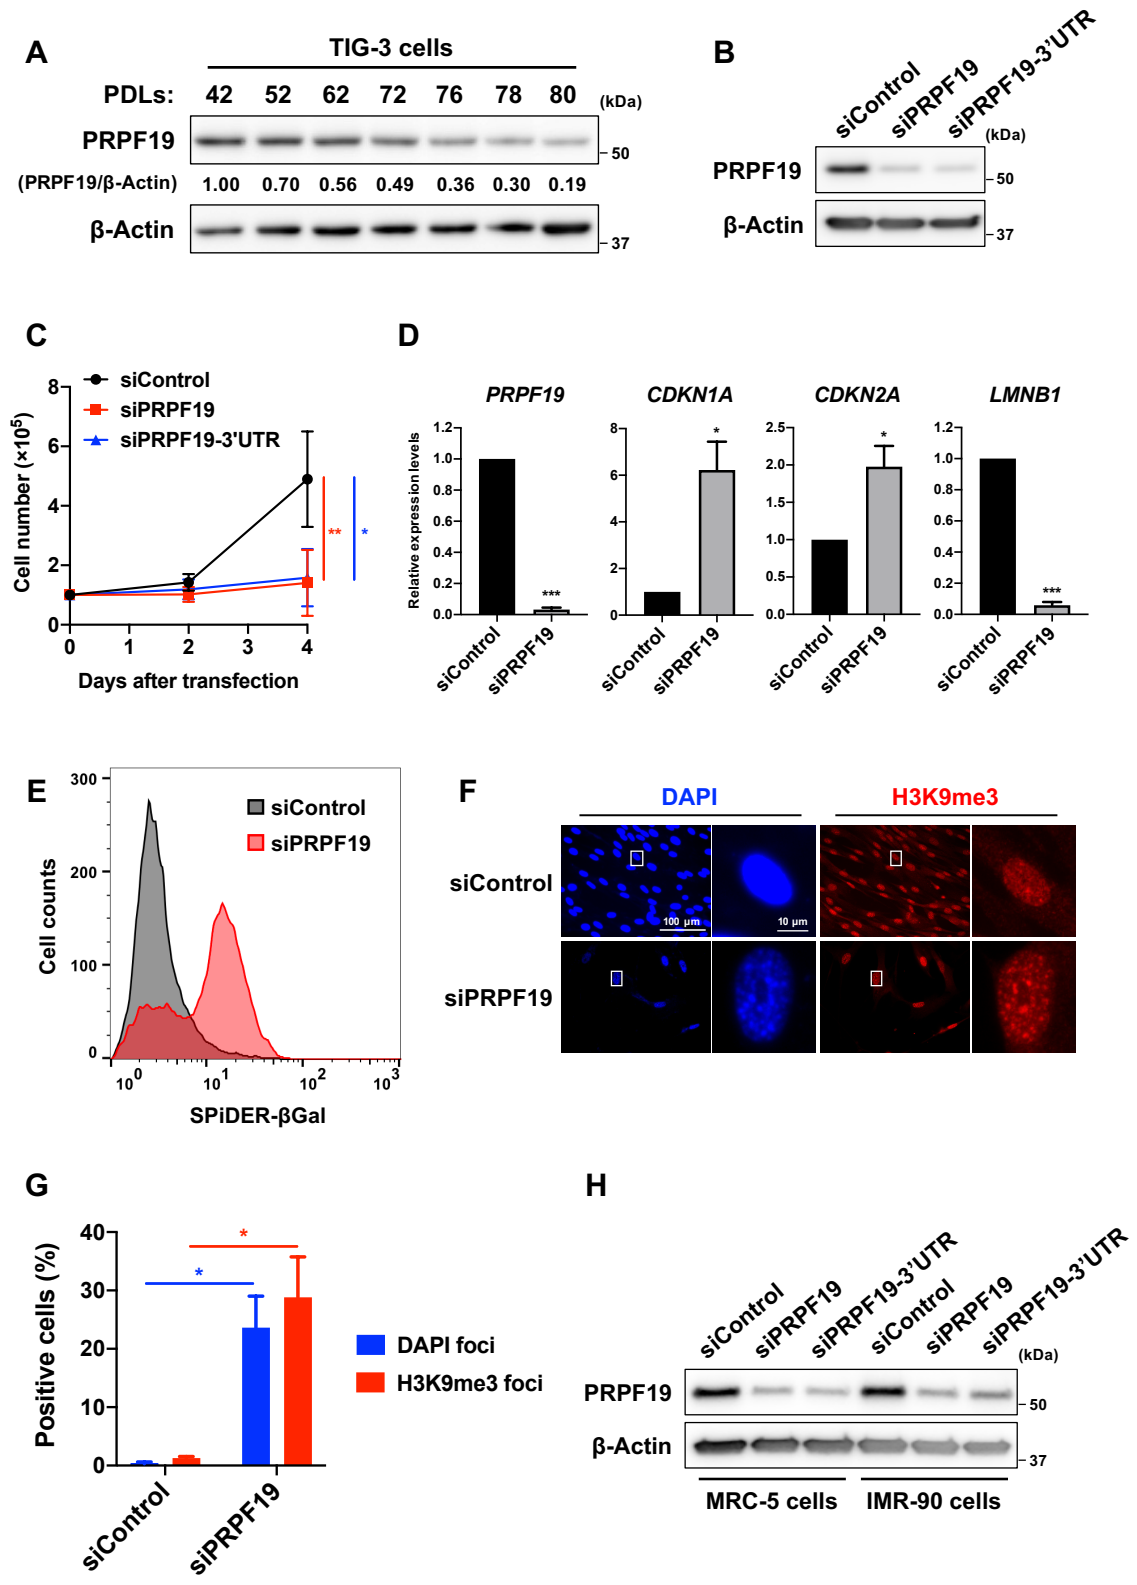 A
TIG-3 cells
PDLs: 42 52 62 72 76 78 80 (kDa)
PRPF19
50
(PRPF19/β-Actin) 1.00 0.70 0.56 0.49 0.36 0.30 0.19
β-Actin
37
B
siControl siPRPF19 siPRPF19-3'UTR
(kDa)
PRPF19
50
β-Actin
37
C
siControl
siPRPF19
siPRPF19-3'UTR
Cell number (×10⁵)
8
6
4
2
0
** *
0 1 2 3 4
Days after transfection
D
Relative expression levels
PRPF19
1.2
1.0
0.8
0.6
0.4
0.2
0.0
***
siControl siPRPF19
CDKN1A
8
6
4
2
0
*
siControl siPRPF19
CDKN2A
2.5
2.0
1.5
1.0
0.5
0.0
*
siControl siPRPF19
LMNB1
1.2
1.0
0.8
0.6
0.4
0.2
0.0
***
siControl siPRPF19
E
siControl
siPRPF19
Cell counts
300
200
100
0
10⁰ 10¹ 10² 10³
SPiDER-βGal
F
DAPI H3K9me3
siControl
100 μm 10 μm
siPRPF19
G
Positive cells (%)
40
30
20
10
0
*
*
siControl siPRPF19
DAPI foci
H3K9me3 foci
H
siControl siPRPF19 siPRPF19-3'UTR siControl siPRPF19 siPRPF19-3'UTR
(kDa)
PRPF19
50
β-Actin
37
MRC-5 cells IMR-90 cells